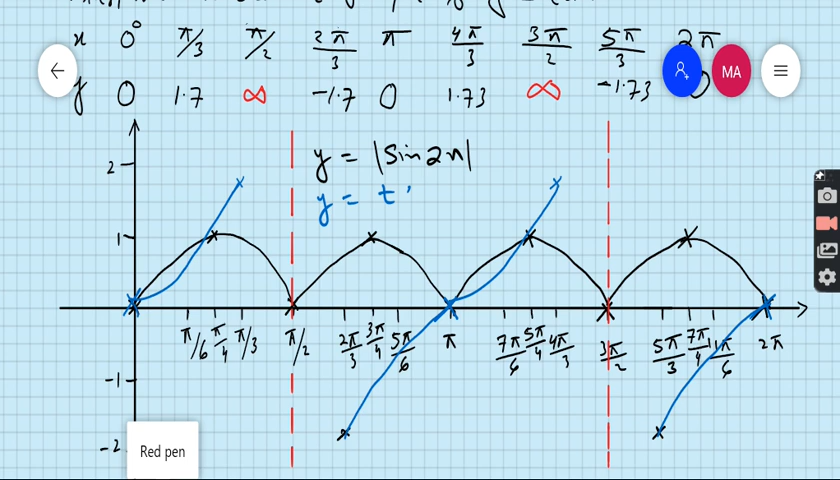 x 0° π/3 π/2 2π/3 π 4π/3 3π/2 5π/3 2π
MA
y 0 1.7 ∞ -1.7 0 1.73 ∞ -1.73 0
y = |Sin2x|
2
y = t
1
π/6 π/4 π/3 π/2 2π/3 3π/4 5π/6 π 7π/6 5π/4 4π/3 3π/2 5π/3 7π/4 11π/6 2π
-1
-2
Red pen